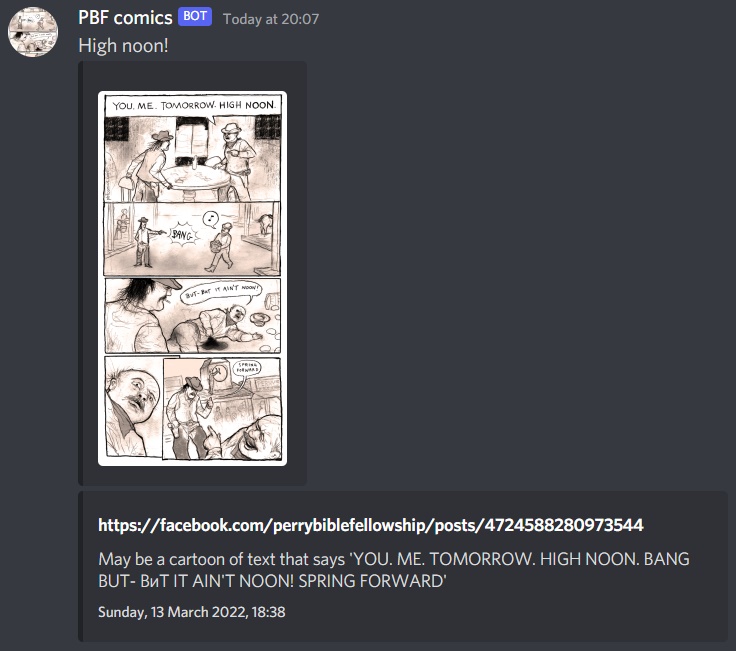 PBF comics BOT Today at 20:07
High noon!
YOU. ME. TOMORROW. HIGH NOON.
BANG
BUT-BUT IT AIN'T NOON!
SPRING
FORWARD
https://facebook.com/perrybiblefellowship/posts/4724588280973544
May be a cartoon of text that says 'YOU. ME. TOMORROW. HIGH NOON. BANG
BUT- BиT IT AIN'T NOON! SPRING FORWARD'
Sunday, 13 March 2022, 18:38